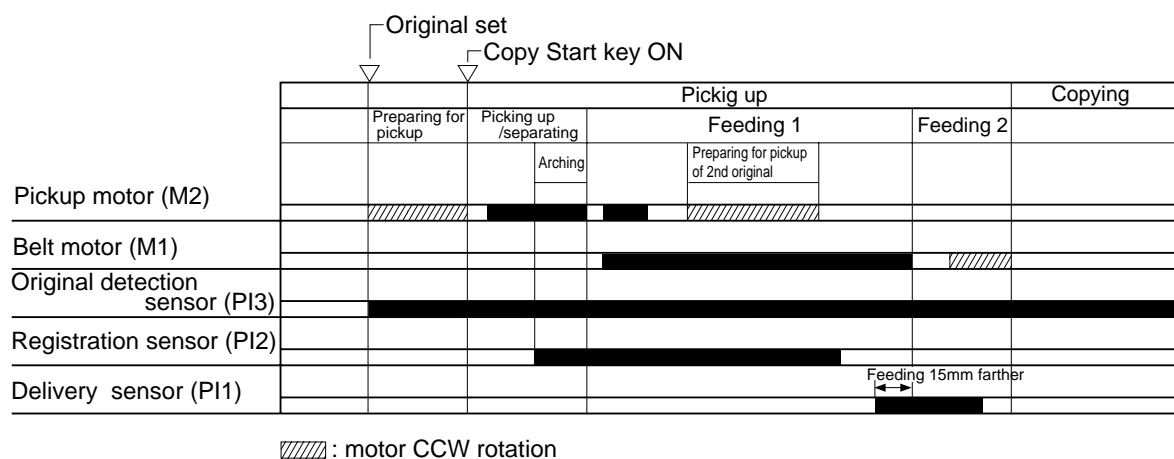 Original set
Copy Start key ON
Pickig up
Copying
Preparing for
pickup
Picking up
/separating
Feeding 1
Feeding 2
Arching
Preparing for pickup
of 2nd original
Pickup motor (M2)
Belt motor (M1)
Original detection
sensor (PI3)
Registration sensor (PI2)
Feeding 15mm farther
Delivery sensor (PI1)
: motor CCW rotation